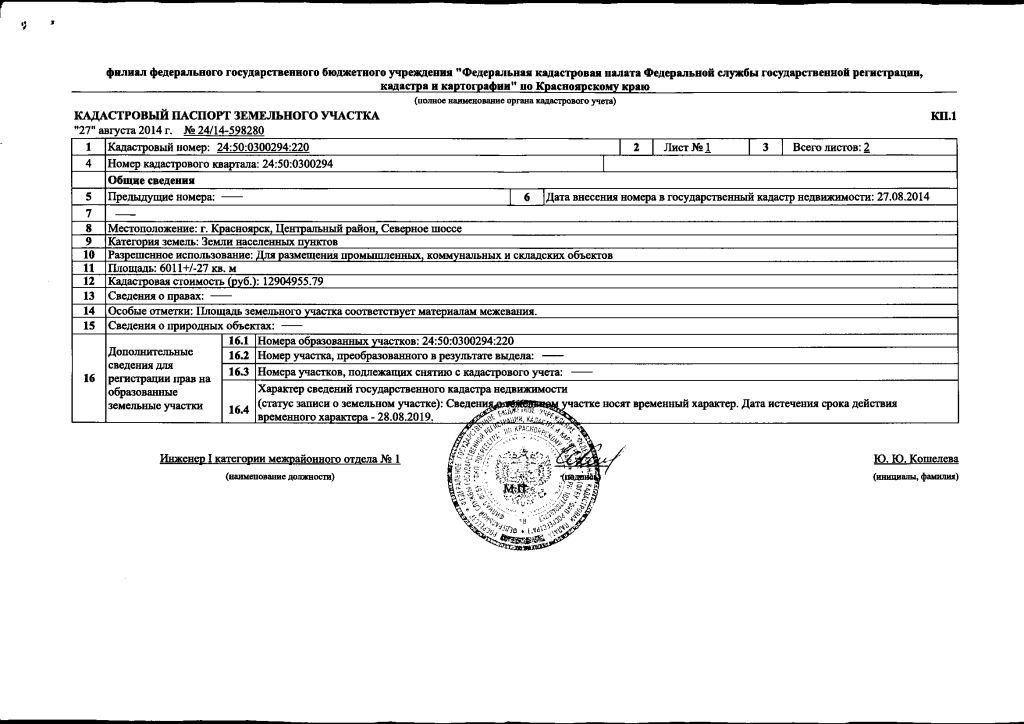 филиал федерального государственного бюджетного учреждения "Федеральная кадастровая палата Федеральной службы государственной регистрации,
кадастра и картографии" по Красноярскому краю
(полное наименование органа кадастрового учета)
КАДАСТРОВЫЙ ПАСПОРТ ЗЕМЕЛЬНОГО УЧАСТКА КП.1
"27" августа 2014 г. № 24/14-598280
1 Кадастровый номер: 24:50:0300294:220 2 Лист № 1 3 Всего листов: 2
4 Номер кадастрового квартала: 24:50:0300294
Общие сведения
5 Предыдущие номера: —— 6 Дата внесения номера в государственный кадастр недвижимости: 27.08.2014
7 ——
8 Местоположение: г. Красноярск, Центральный район, Северное шоссе
9 Категория земель: Земли населенных пунктов
10 Разрешенное использование: Для размещения промышленных, коммунальных и складских объектов
11 Площадь: 6011+/-27 кв. м
12 Кадастровая стоимость (руб.): 12904955.79
13 Сведения о правах: ——
14 Особые отметки: Площадь земельного участка соответствует материалам межевания.
15 Сведения о природных объектах: ——
16 Дополнительные
сведения для
регистрации прав на
образованные
земельные участки
16.1 Номера образованных участков: 24:50:0300294:220
16.2 Номер участка, преобразованного в результате выдела: ——
16.3 Номера участков, подлежащих снятию с кадастрового учета: ——
16.4 Характер сведений государственного кадастра недвижимости
(статус записи о земельном участке): Сведения о земельном участке носят временный характер. Дата истечения срока действия
временного характера - 28.08.2019.
Инженер I категории межрайонного отдела № 1 Ю. Ю. Кошелева
(наименование должности) М.П. (подпись) (инициалы, фамилия)